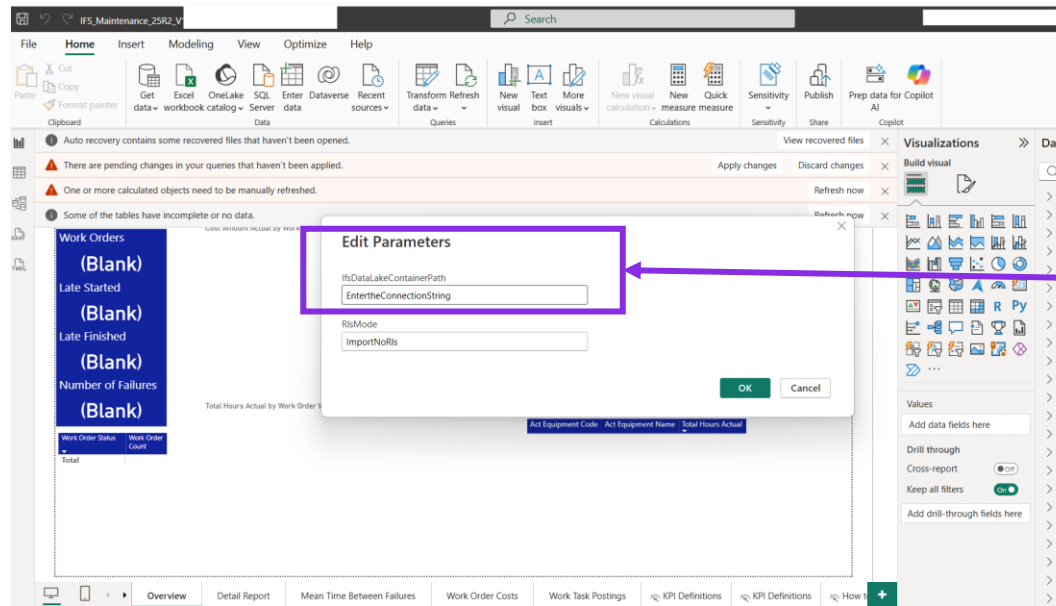 IFS_Maintenance_25R2_V
Search
File Home Insert Modeling View Optimize Help
Paste
Cut
Copy
Format painter
Clipboard
Get data
Excel workbook
OneLake catalog
SQL Server
Enter data
Dataverse
Recent sources
Data
Transform data
Refresh
Queries
New visual
Text box
More visuals
Insert
New visual calculation
New measure
Quick measure
Calculations
Sensitivity
Sensitivity
Publish
Share
Prep data for AI
Copilot
Copilot
Auto recovery contains some recovered files that haven't been opened. View recovered files
There are pending changes in your queries that haven't been applied. Apply changes Discard changes
One or more calculated objects need to be manually refreshed. Refresh now
Some of the tables have incomplete or no data. Refresh now
Work Orders
(Blank)
Late Started
(Blank)
Late Finished
(Blank)
Number of Failures
(Blank)
Work Order Status Work Order Count
Total
Cost Amount Actual by Work
Total Hours Actual by Work Order
Act Equipment Code Act Equipment Name Total Hours Actual
Edit Parameters
IfsDataLakeContainerPath
EntertheConnectionString
RlsMode
ImportNoRls
OK Cancel
Visualizations
Build visual
R Py
Values
Add data fields here
Drill through
Cross-report Off
Keep all filters On
Add drill-through fields here
Da
Overview Detail Report Mean Time Between Failures Work Order Costs Work Task Postings KPI Definitions KPI Definitions How t